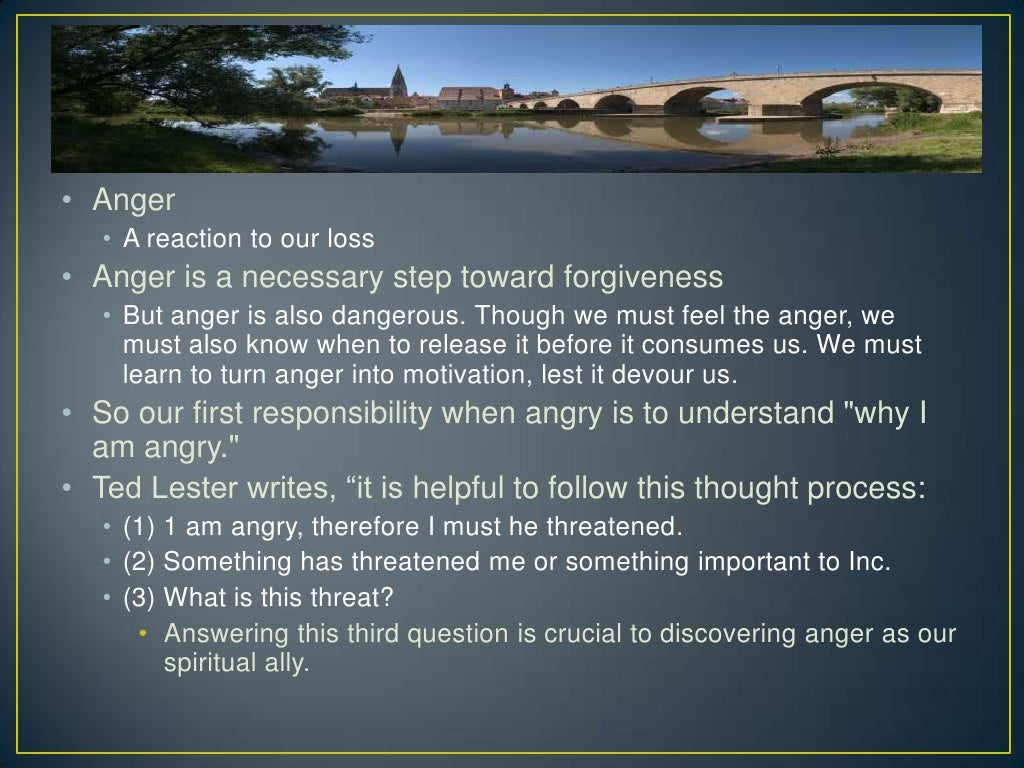 • Anger
• A reaction to our loss
• Anger is a necessary step toward forgiveness
• But anger is also dangerous. Though we must feel the anger, we
must also know when to release it before it consumes us. We must
learn to turn anger into motivation, lest it devour us.
• So our first responsibility when angry is to understand "why I
am angry."
• Ted Lester writes, “it is helpful to follow this thought process:
• (1) 1 am angry, therefore I must he threatened.
• (2) Something has threatened me or something important to Inc.
• (3) What is this threat?
• Answering this third question is crucial to discovering anger as our
spiritual ally.